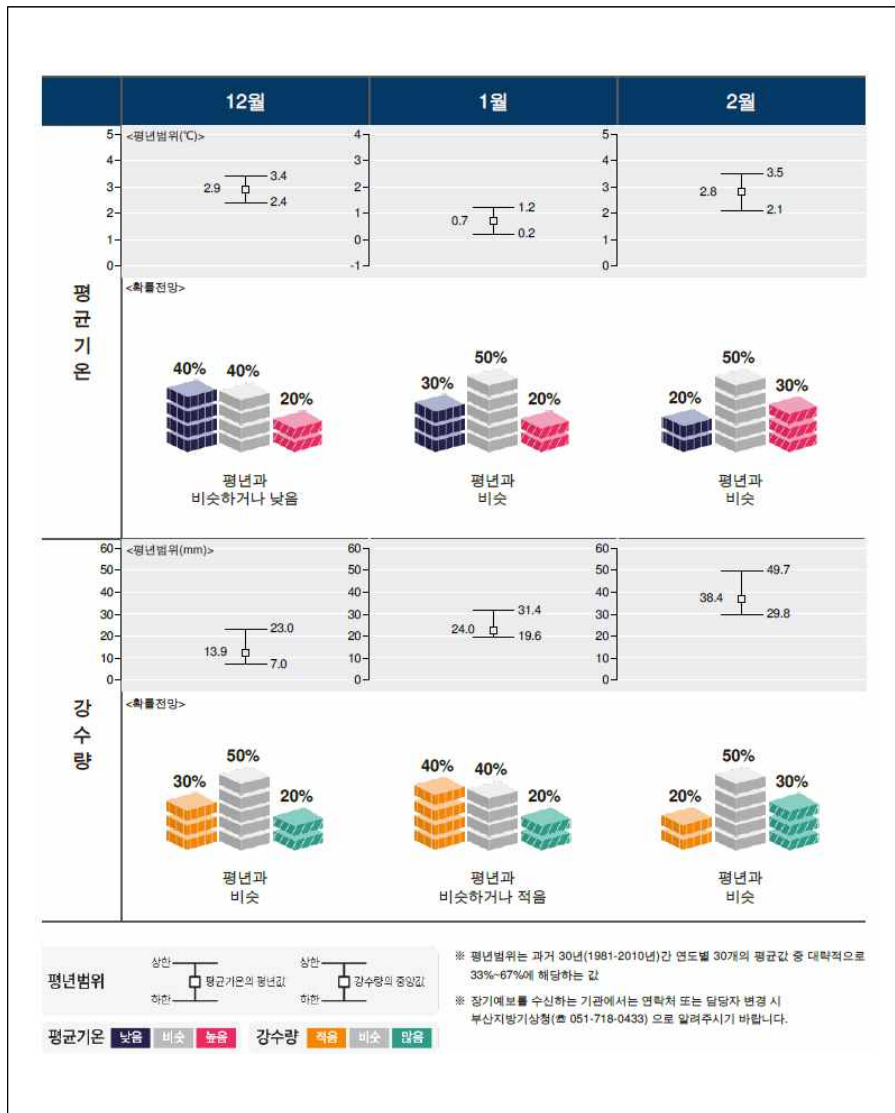 12월 1월 2월
평균기온
<평년범위(℃)>
5 4 3 2 1 0
3.4
2.9
2.4
4 3 2 1 0 -1
1.2
0.7
0.2
5 4 3 2 1 0
3.5
2.8
2.1
<확률전망>
40% 40% 20%
평년과
비슷하거나 낮음
30% 50% 20%
평년과
비슷
20% 50% 30%
평년과
비슷
강수량
<평년범위(mm)>
60 50 40 30 20 10 0
23.0
13.9
7.0
60 50 40 30 20 10 0
31.4
24.0
19.6
60 50 40 30 20 10 0
49.7
38.4
29.8
<확률전망>
30% 50% 20%
평년과
비슷
40% 40% 20%
평년과
비슷하거나 적음
20% 50% 30%
평년과
비슷
평년범위
상한
평균기온의 평년값
하한
상한
강수량의 중앙값
하한
평균기온 낮음 비슷 높음 강수량 적음 비슷 많음
※ 평년범위는 과거 30년(1981-2010년)간 연도별 30개의 평균값 중 대략적으로
33%~67%에 해당하는 값
※ 장기예보를 수신하는 기관에서는 연락처 또는 담당자 변경 시
부산지방기상청(☎ 051-718-0433) 으로 알려주시기 바랍니다.